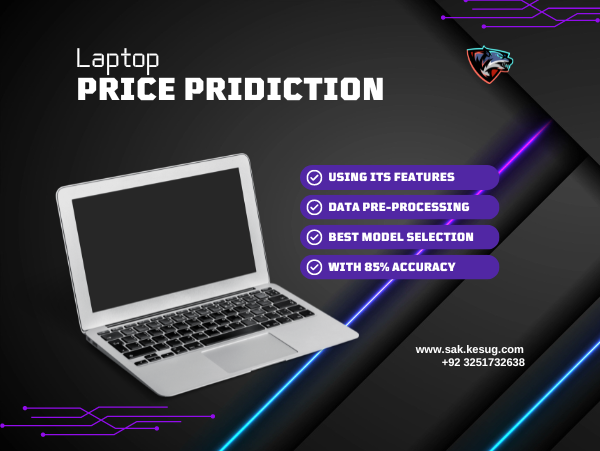 Laptop
PRICE PRIDICTION
USING ITS FEATURES
DATA PRE-PROCESSING
BEST MODEL SELECTION
WITH 85% ACCURACY
www.sak.kesug.com
+92 3251732638